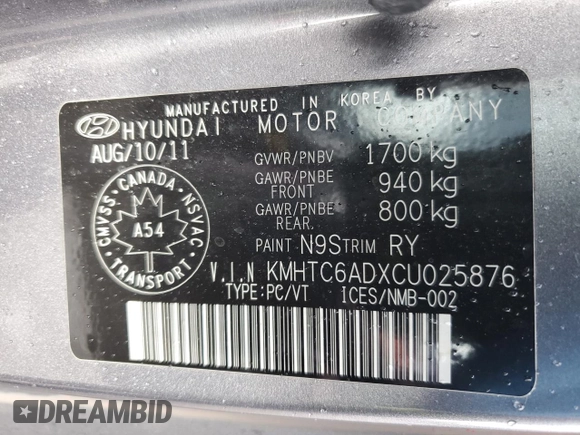 MANUFACTURED IN KOREA BY
HYUNDAI MOTOR COMPANY
AUG/10/11
GVWR/PNBV 1700 kg
GAWR/PNBE FRONT 940 kg
GAWR/PNBE REAR. 800 kg
CANADA
CMVSS
NSVAC
A54
TRANSPORT
PAINT N9S TRIM RY
V.I.N KMHTC6ADXCU025876
TYPE:PC/VT ICES/NMB-002
DREAMBID